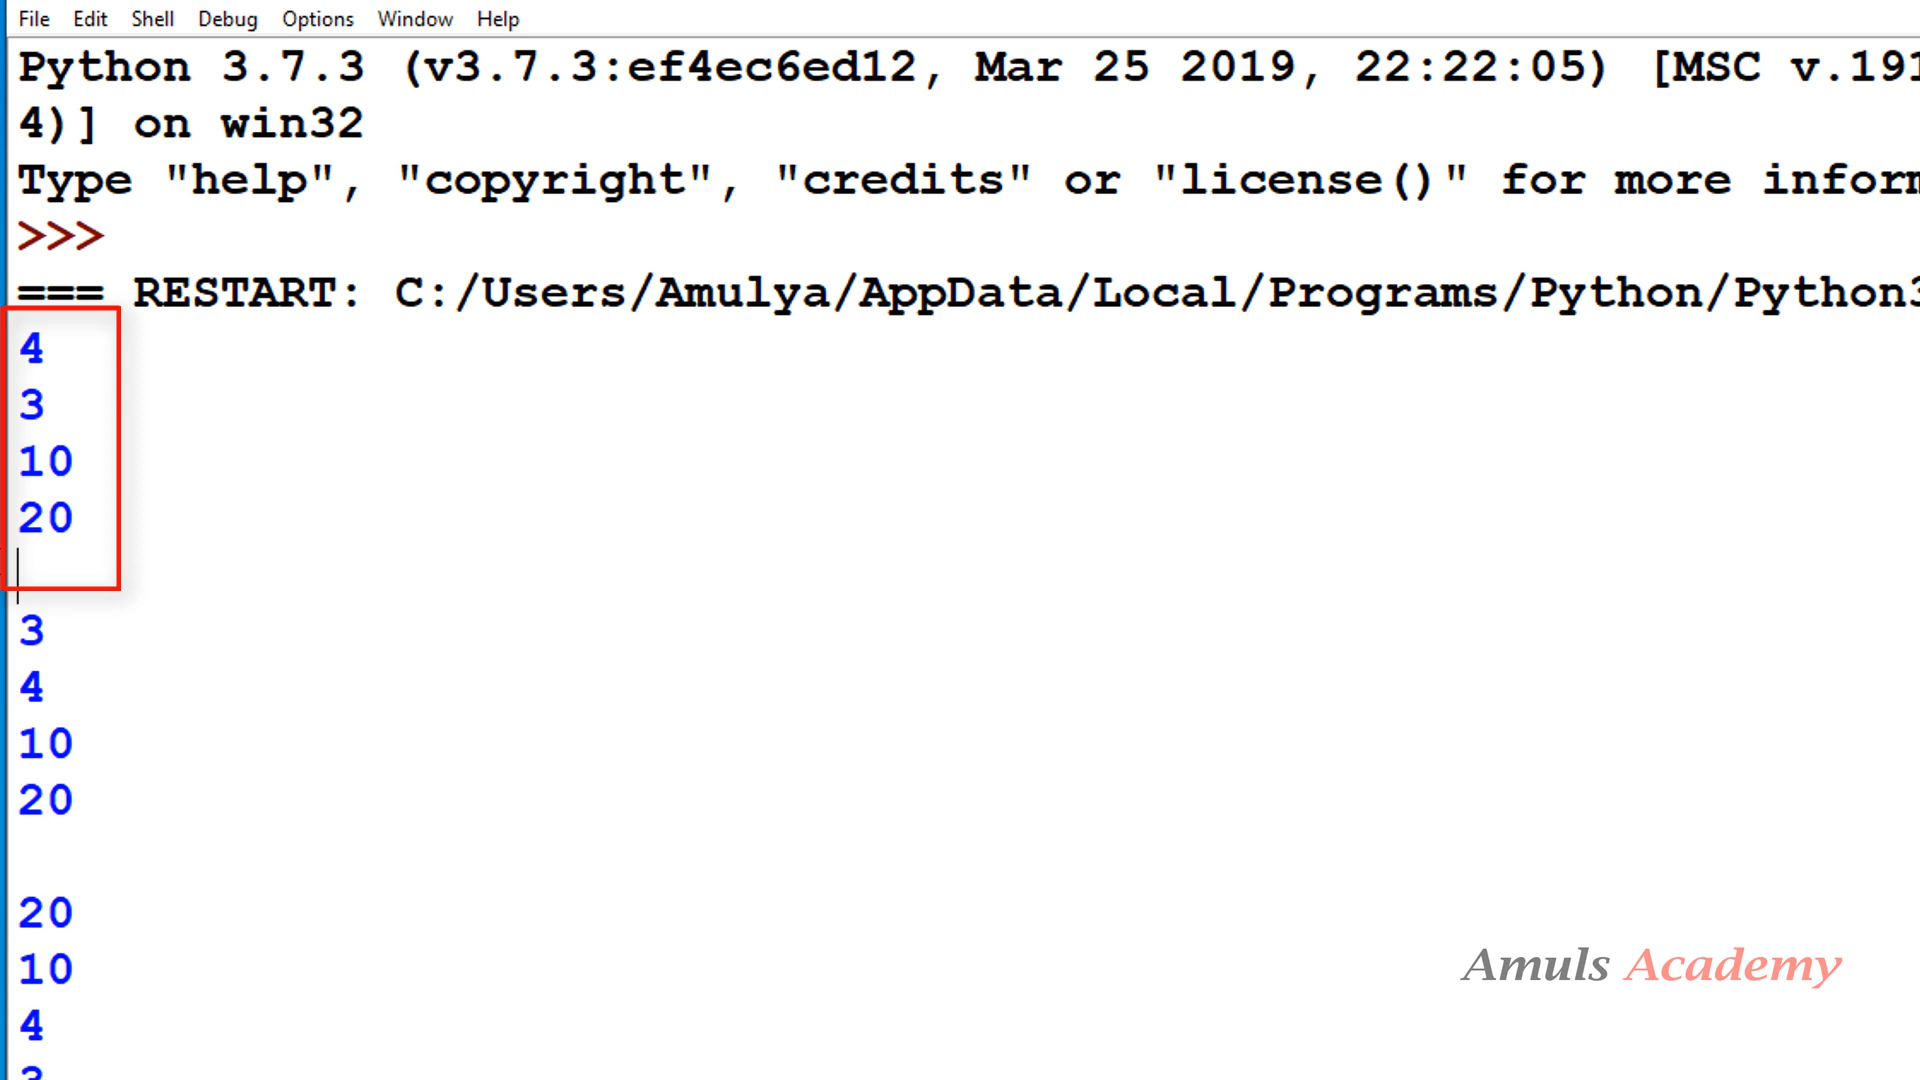 File Edit Shell Debug Options Window Help
Python 3.7.3 (v3.7.3:ef4ec6ed12, Mar 25 2019, 22:22:05) [MSC v.191
4)] on win32
Type "help", "copyright", "credits" or "license()" for more inform
>>>
=== RESTART: C:/Users/Amulya/AppData/Local/Programs/Python/Python3
4
3
10
20
3
4
10
20
20
10
4
3
Amuls Academy